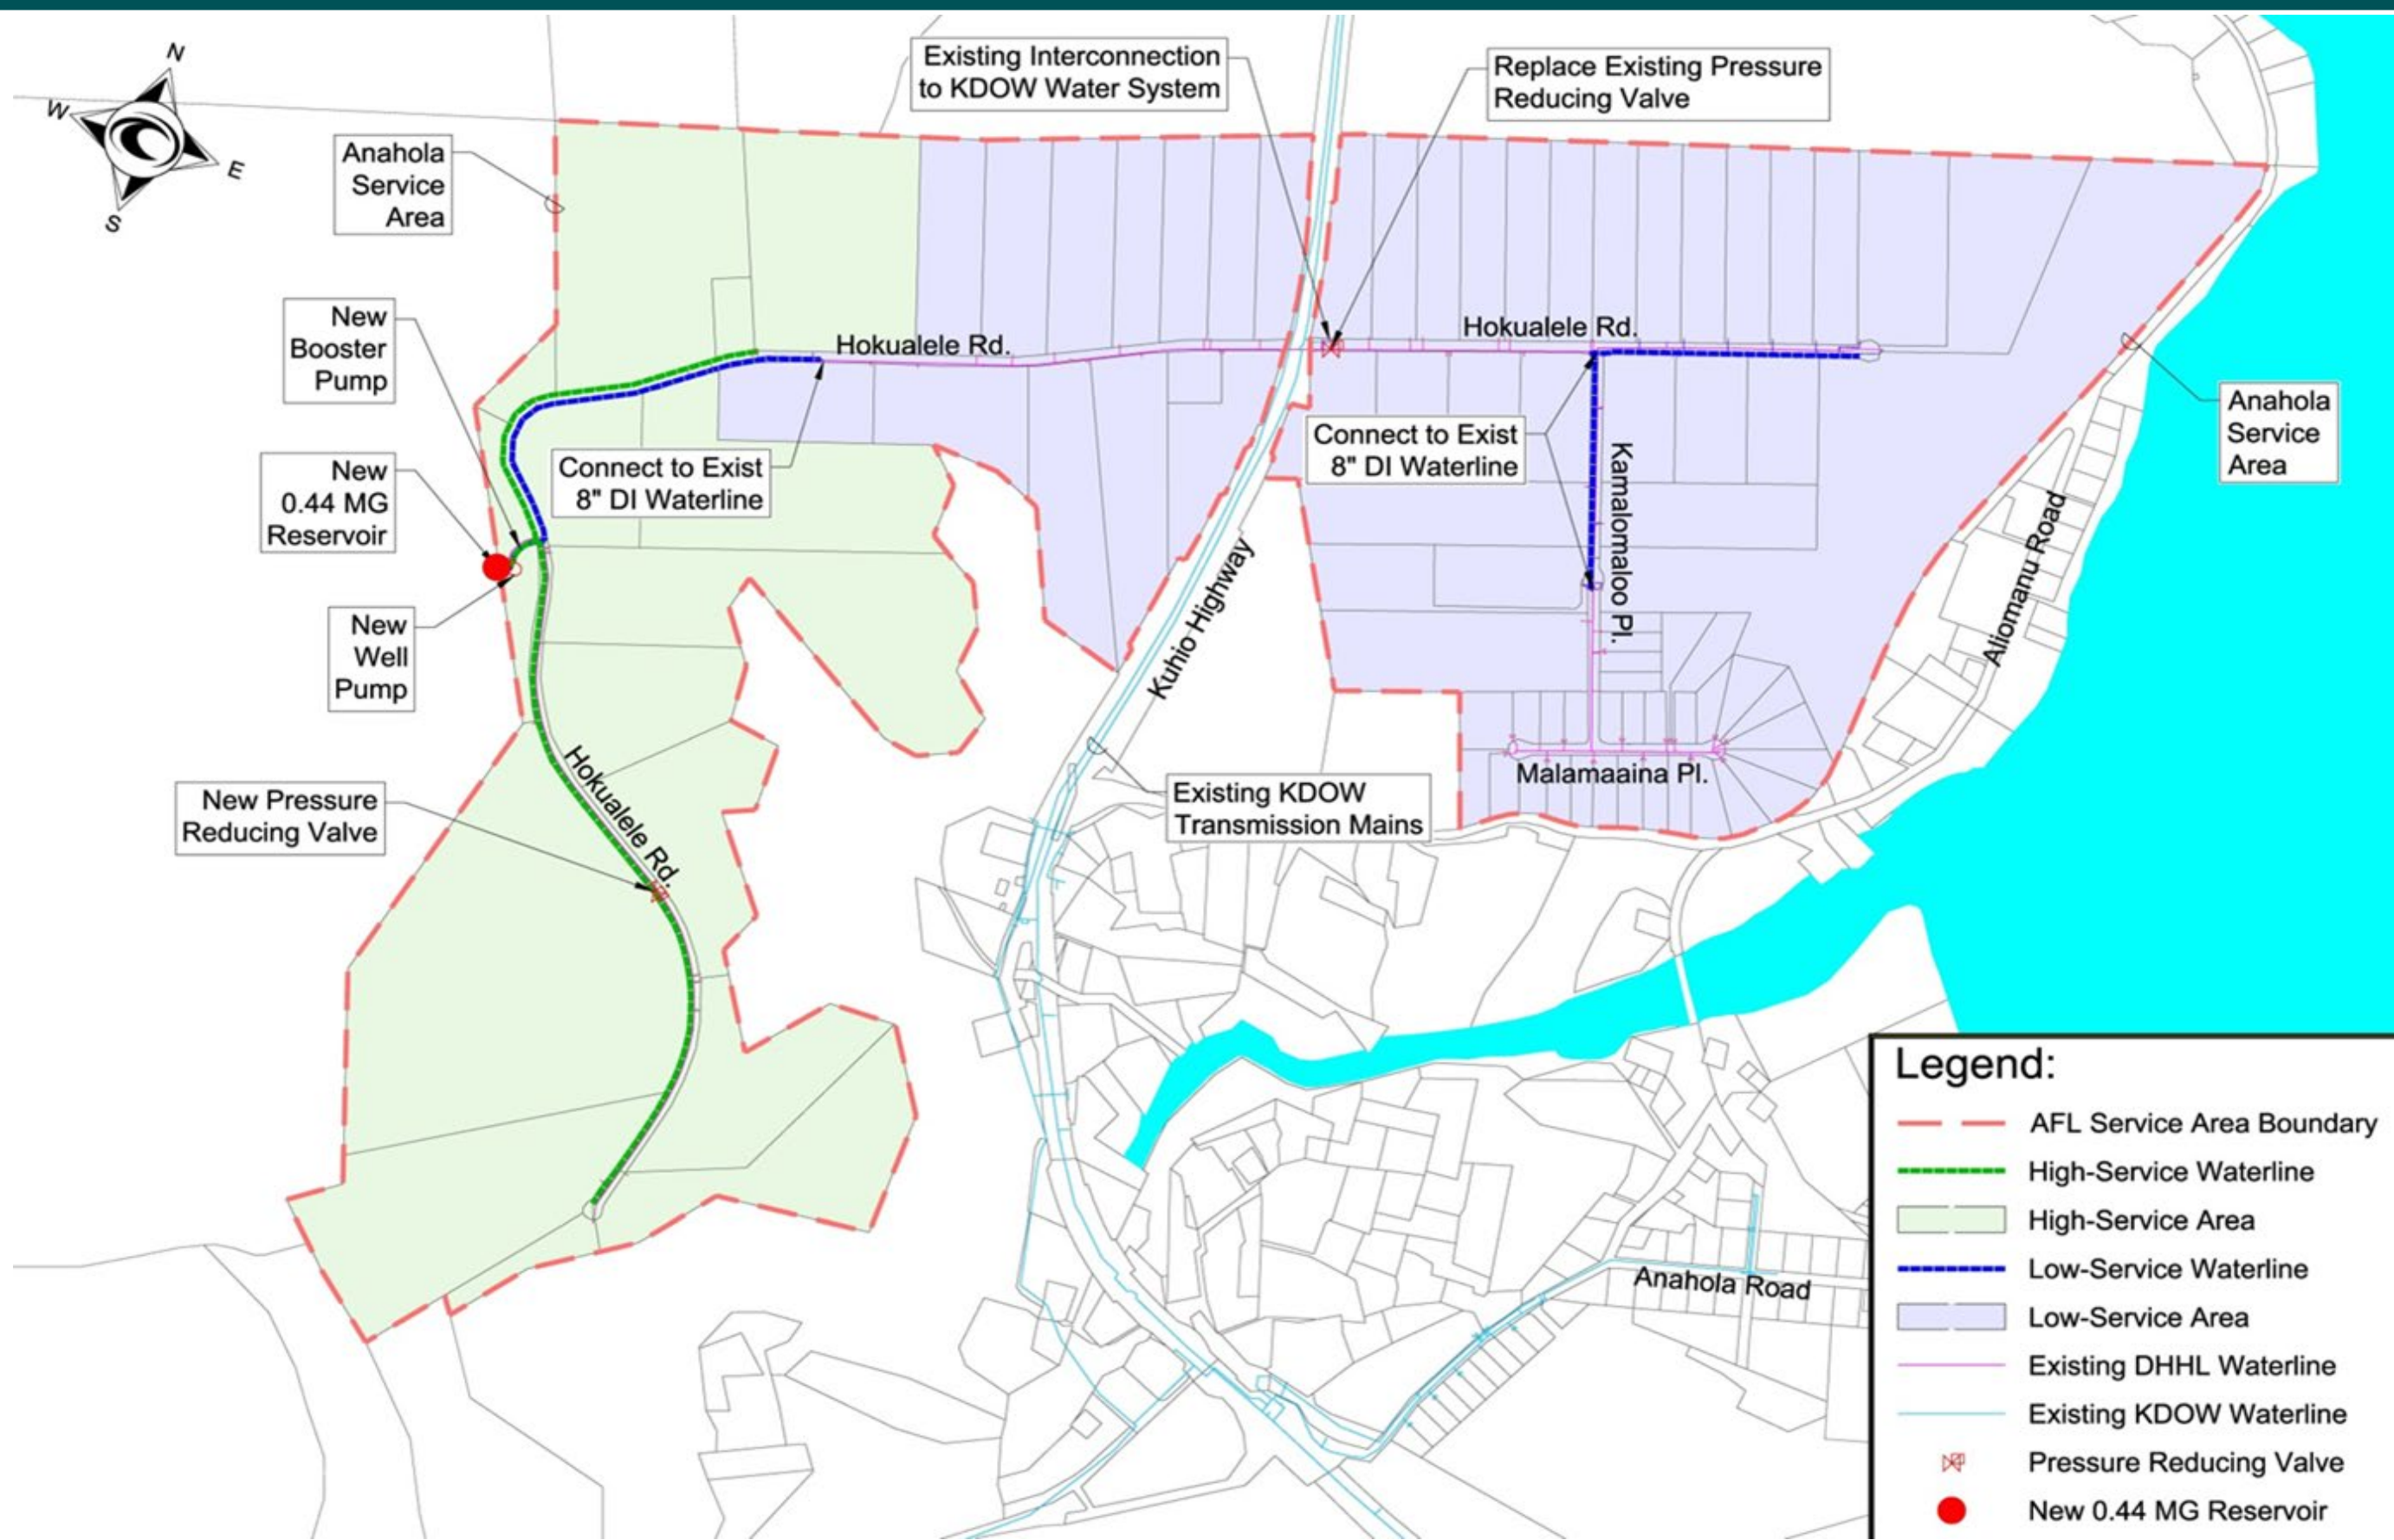 N
W
E
S
Existing Interconnection
to KDOW Water System
Replace Existing Pressure
Reducing Valve
Anahola
Service
Area
New
Booster
Pump
Hokualele Rd.
Hokualele Rd.
New
0.44 MG
Reservoir
Connect to Exist
8" DI Waterline
Connect to Exist
8" DI Waterline
Anahola
Service
Area
Kamalomaloo Pl.
Kuhio Highway
Aliomanu Road
New
Well
Pump
Hokualele Rd.
Malamaaina Pl.
New Pressure
Reducing Valve
Existing KDOW
Transmission Mains
Anahola Road
Legend:
AFL Service Area Boundary
High-Service Waterline
High-Service Area
Low-Service Waterline
Low-Service Area
Existing DHHL Waterline
Existing KDOW Waterline
Pressure Reducing Valve
New 0.44 MG Reservoir